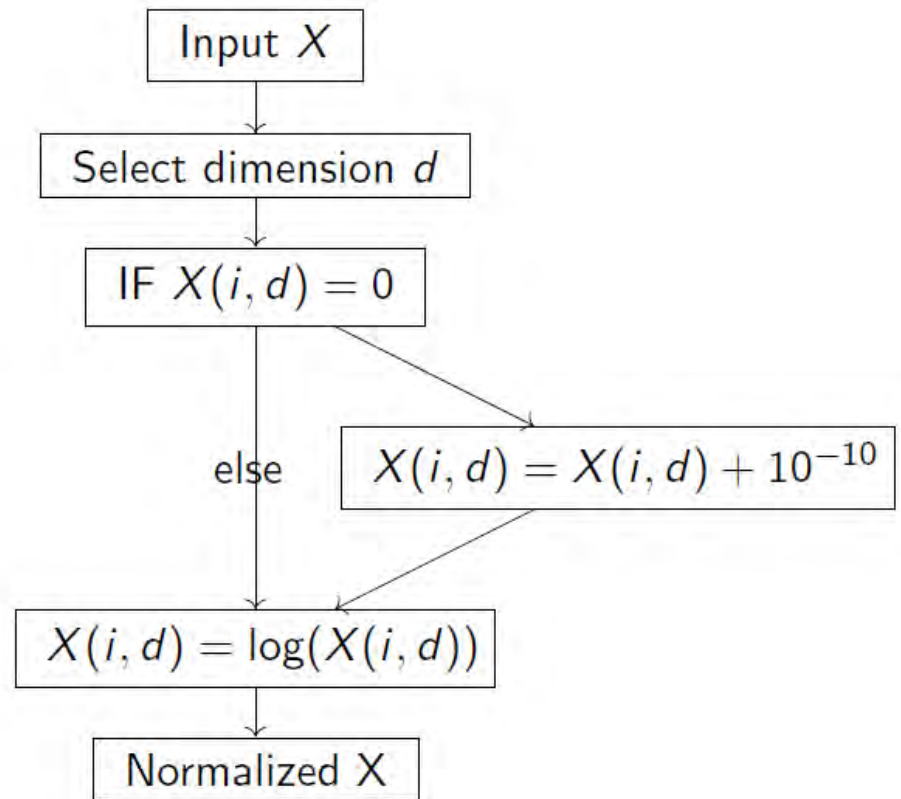 Input X
Select dimension d
IF X(i, d) = 0
else
X(i, d) = X(i, d) + 10⁻¹⁰
X(i, d) = log(X(i, d))
Normalized X